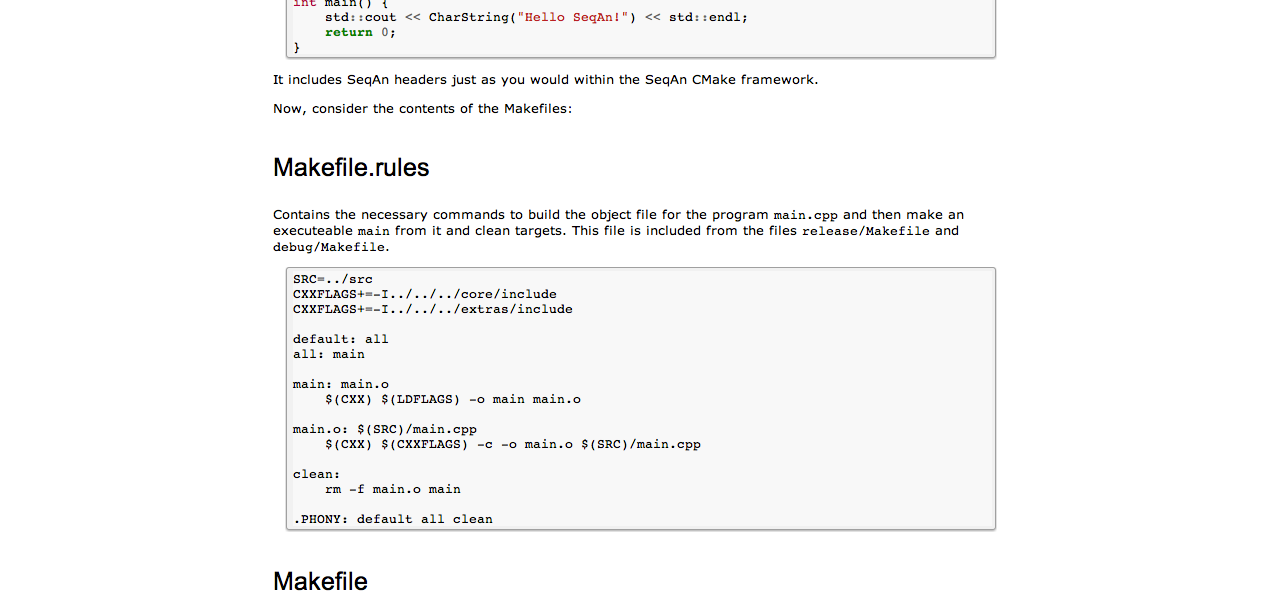 int main() {
    std::cout << CharString("Hello SeqAn!") << std::endl;
    return 0;
}
It includes SeqAn headers just as you would within the SeqAn CMake framework.
Now, consider the contents of the Makefiles:
Makefile.rules
Contains the necessary commands to build the object file for the program main.cpp and then make an
executeable main from it and clean targets. This file is included from the files release/Makefile and
debug/Makefile.
SRC=../src
CXXFLAGS+=-I../../../core/include
CXXFLAGS+=-I../../../extras/include
default: all
all: main
main: main.o
    $(CXX) $(LDFLAGS) -o main main.o
main.o: $(SRC)/main.cpp
    $(CXX) $(CXXFLAGS) -c -o main.o $(SRC)/main.cpp
clean:
    rm -f main.o main
.PHONY: default all clean
Makefile